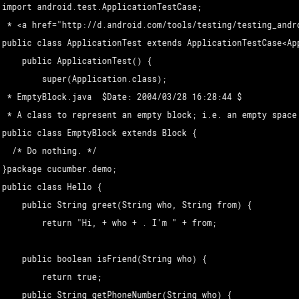 import android.test.ApplicationTestCase;
* <a href="http://d.android.com/tools/testing/testing_andro
public class ApplicationTest extends ApplicationTestCase<App
public ApplicationTest() {
super(Application.class);
* EmptyBlock.java  $Date: 2004/03/28 16:28:44 $
* A class to represent an empty block; i.e. an empty space
public class EmptyBlock extends Block {
/* Do nothing. */
}package cucumber.demo;
public class Hello {
public String greet(String who, String from) {
return "Hi, + who + . I'm " + from;
public boolean isFriend(String who) {
return true;
public String getPhoneNumber(String who) {